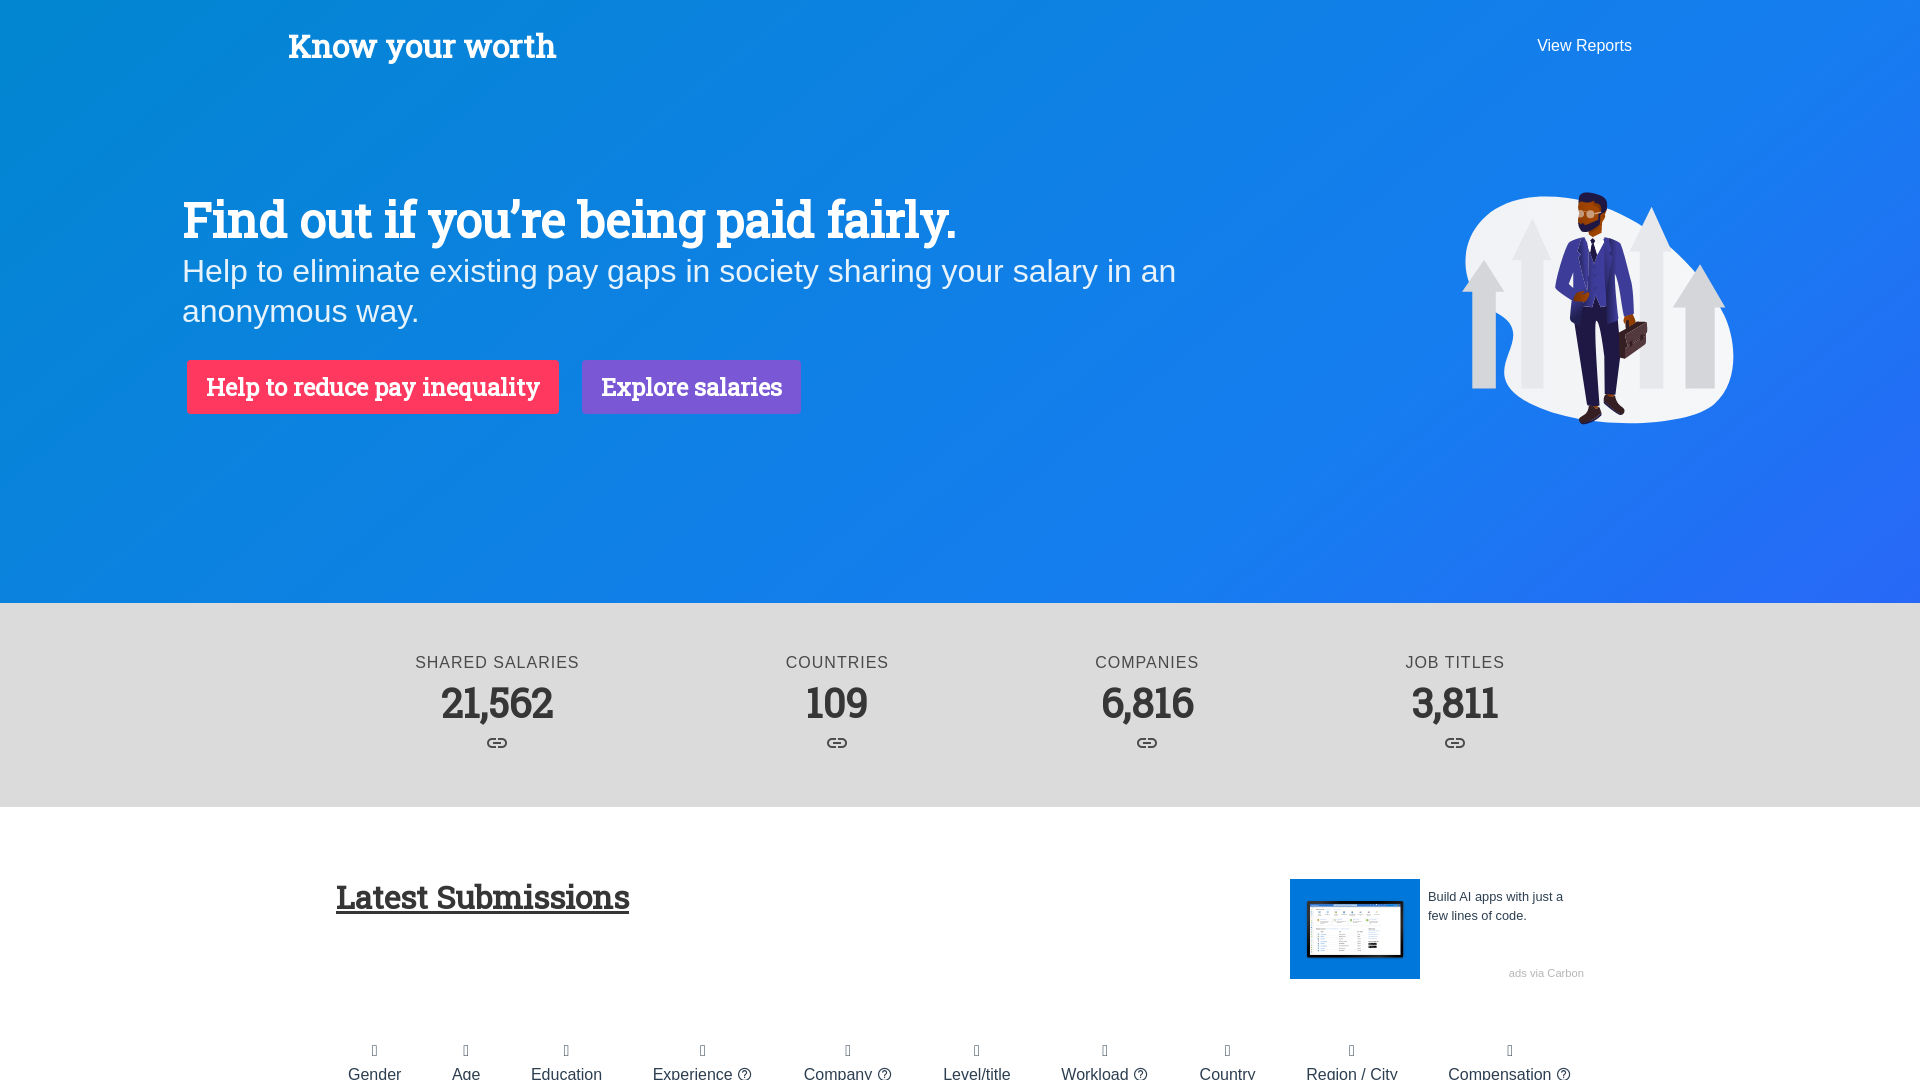 Know your worth
View Reports
Find out if you’re being paid fairly.
Help to eliminate existing pay gaps in society sharing your salary in an
anonymous way.
Help to reduce pay inequality
Explore salaries
SHARED SALARIES
21,562
COUNTRIES
109
COMPANIES
6,816
JOB TITLES
3,811
Latest Submissions
Build AI apps with just a
few lines of code.
ads via Carbon
Gender
Age
Education
Experience
Company
Level/title
Workload
Country
Region / City
Compensation